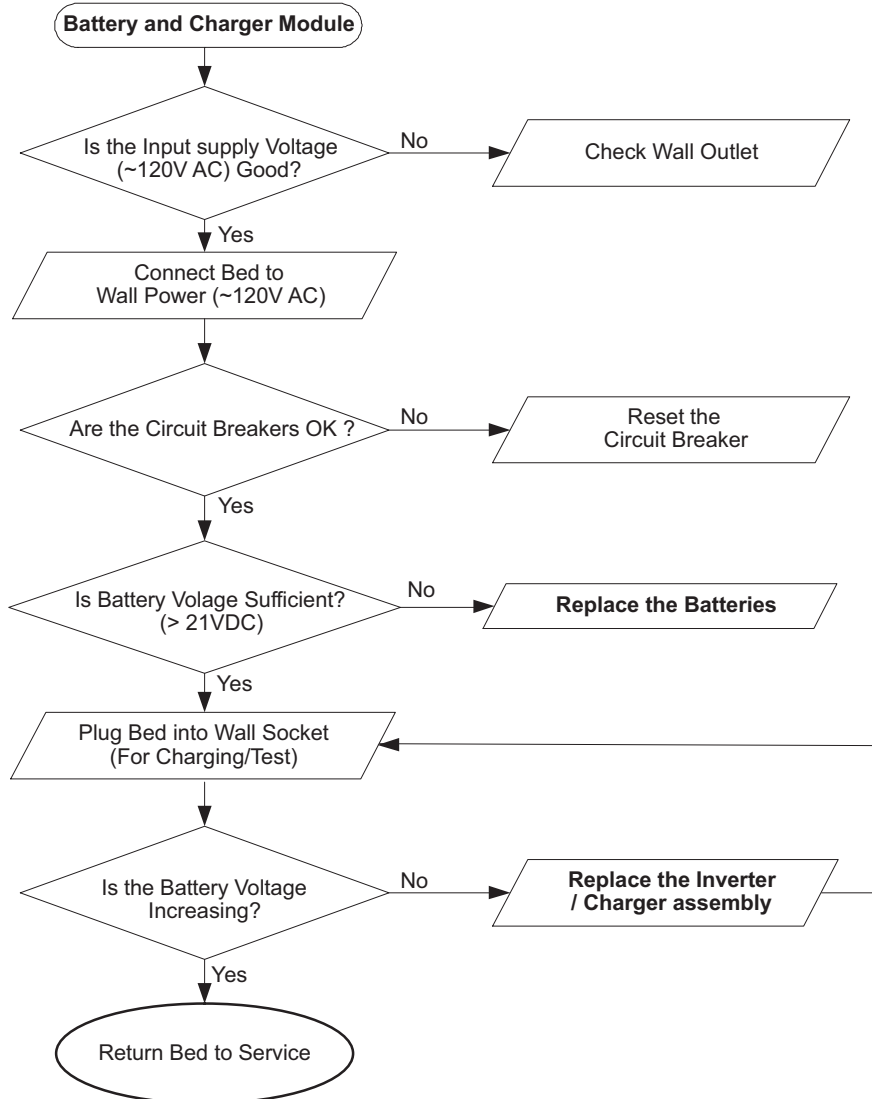 Battery and Charger Module
Is the Input supply Voltage
(~120V AC) Good?
No
Check Wall Outlet
Yes
Connect Bed to
Wall Power (~120V AC)
Are the Circuit Breakers OK ?
No
Reset the
Circuit Breaker
Yes
Is Battery Volage Sufficient?
(> 21VDC)
No
Replace the Batteries
Yes
Plug Bed into Wall Socket
(For Charging/Test)
Is the Battery Voltage
Increasing?
No
Replace the Inverter
/ Charger assembly
Yes
Return Bed to Service